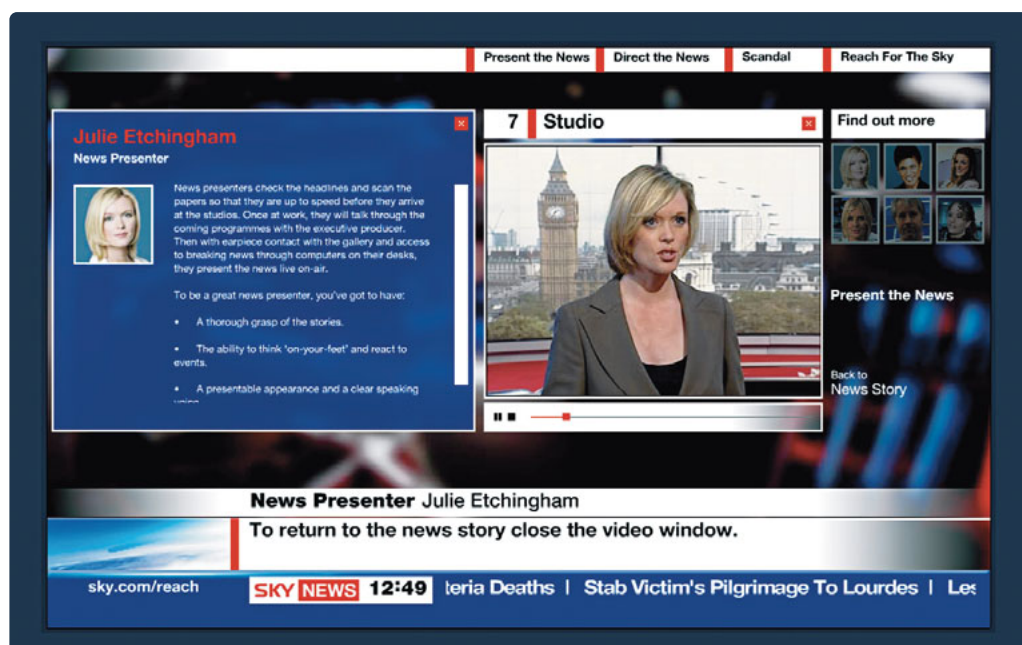 Present the News
Direct the News
Scandal
Reach For The Sky
Julie Etchingham
News Presenter
News presenters check the headlines and scan the
papers so that they are up to speed before they arrive
at the studios. Once at work, they will talk through the
coming programmes with the executive producer.
Then with earpiece contact with the gallery and access
to breaking news through computers on their desks,
they present the news live on-air.
To be a great news presenter, you've got to have:
• A thorough grasp of the stories.
• The ability to think 'on-your-feet' and react to
events.
• A presentable appearance and a clear speaking
7 Studio
Find out more
Present the News
Back to
News Story
News Presenter Julie Etchingham
To return to the news story close the video window.
sky.com/reach
SKY NEWS 12:49 teria Deaths | Stab Victim's Pilgrimage To Lourdes | Les